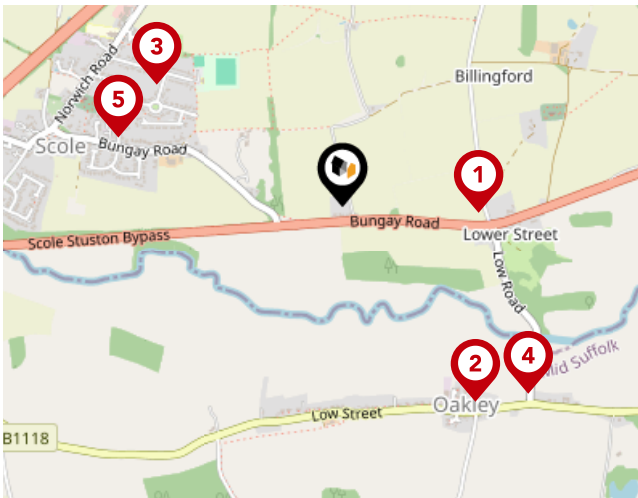 3
Norwich Road
Billingford
5
Scole
Bungay Road
1
Bungay Road
Scole Stuston Bypass
Lower Street
Low Road
4
Mid Suffolk
2
Oakley
Low Street
B1118